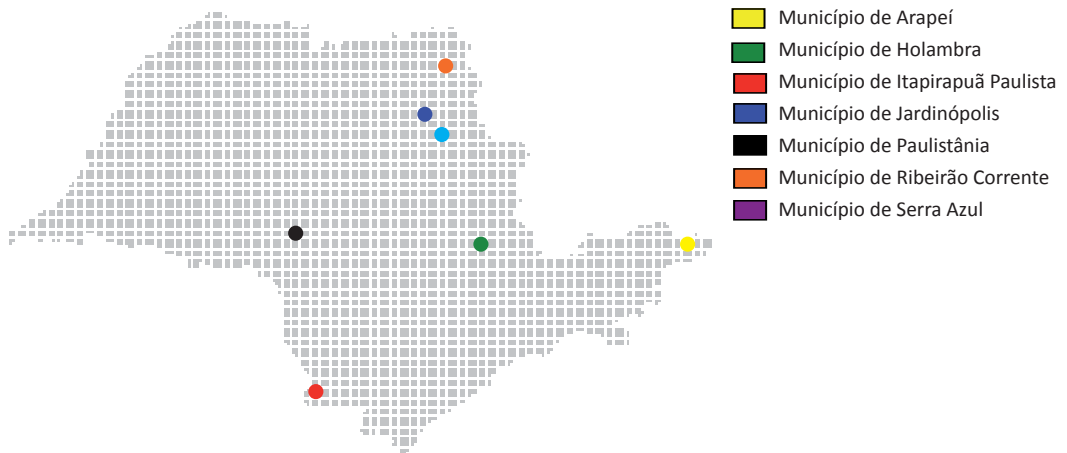 Município de Arapeí
Município de Holambra
Município de Itapirapuã Paulista
Município de Jardinópolis
Município de Paulistânia
Município de Ribeirão Corrente
Município de Serra Azul